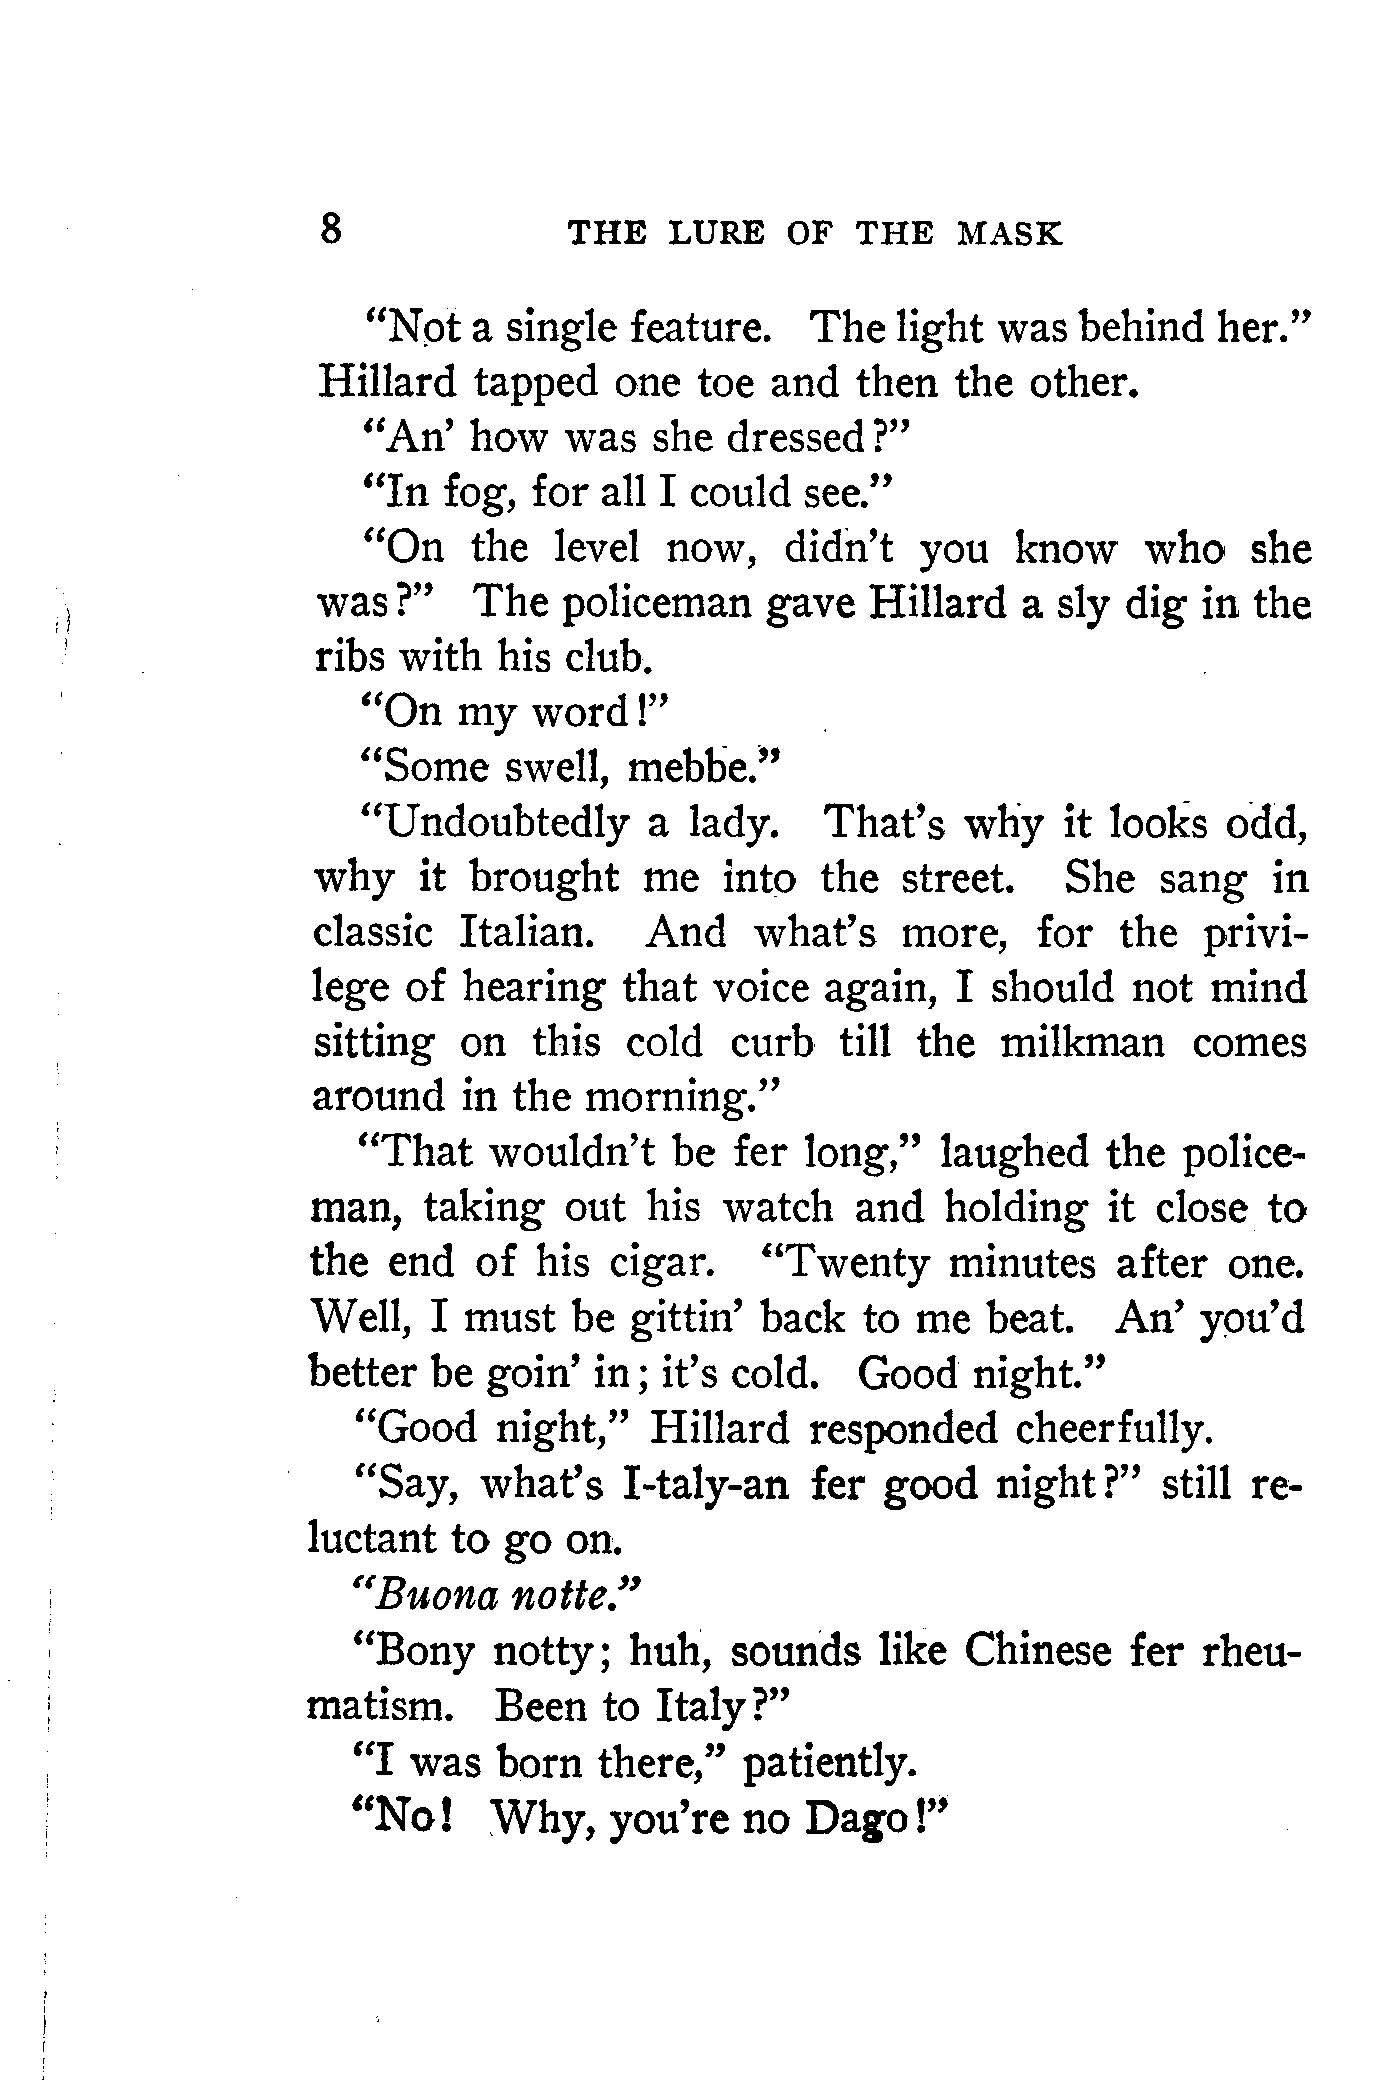 8 THE LURE OF THE MASK
"Not a single feature. The light was behind her."
Hillard tapped one toe and then the other.
"An' how was she dressed?"
"In fog, for all I could see."
"On the level now, didn't you know who she
was?" The policeman gave Hillard a sly dig in the
ribs with his club.
"On my word!"
"Some swell, mebbe."
"Undoubtedly a lady. That's why it looks odd,
why it brought me into the street. She sang in
classic Italian. And what's more, for the privi-
lege of hearing that voice again, I should not mind
sitting on this cold curb till the milkman comes
around in the morning."
"That wouldn't be fer long," laughed the police-
man, taking out his watch and holding it close to
the end of his cigar. "Twenty minutes after one.
Well, I must be gittin' back to me beat. An' you'd
better be goin' in; it's cold. Good night."
"Good night," Hillard responded cheerfully.
"Say, what's I-taly-an fer good night?" still re-
luctant to go on.
"Buona notte."
"Bony notty; huh, sounds like Chinese fer rheu-
matism. Been to Italy?"
"I was born there," patiently.
"No! Why, you're no Dago!"